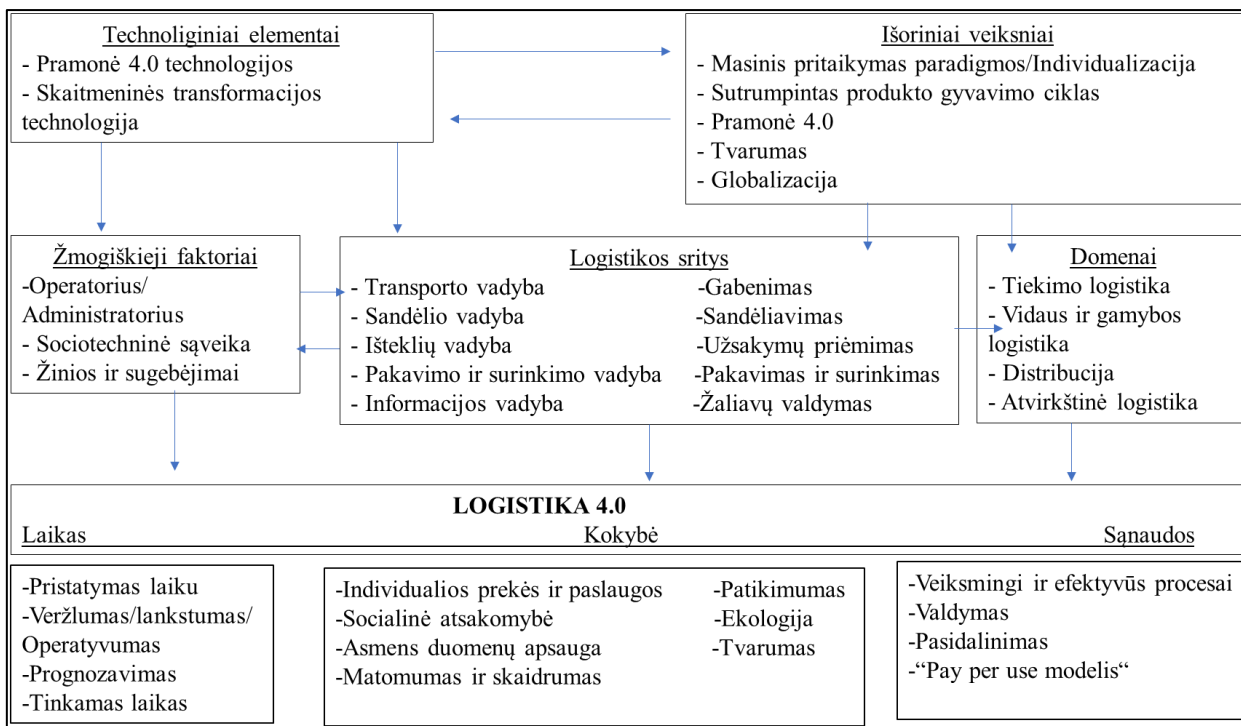 Technoliginiai elementai
- Pramonė 4.0 technologijos
- Skaitmeninės transformacijos
technologija
Išoriniai veiksniai
- Masinis pritaikymas paradigmos/Individualizacija
- Sutrumpintas produkto gyvavimo ciklas
- Pramonė 4.0
- Tvarumas
- Globalizacija
Žmogiškieji faktoriai
-Operatorius/
Administratorius
- Sociotechninė sąveika
- Žinios ir sugebėjimai
Logistikos sritys
- Transporto vadyba
- Sandėlio vadyba
- Išteklių vadyba
- Pakavimo ir surinkimo vadyba
- Informacijos vadyba
-Gabenimas
-Sandėliavimas
-Užsakymų priėmimas
-Pakavimas ir surinkimas
-Žaliavų valdymas
Domenai
- Tiekimo logistika
- Vidaus ir gamybos
logistika
- Distribucija
- Atvirkštinė logistika
LOGISTIKA 4.0
Laikas Kokybė Sąnaudos
-Pristatymas laiku
-Veržlumas/lankstumas/
Operatyvumas
-Prognozavimas
-Tinkamas laikas
-Individualios prekės ir paslaugos
-Socialinė atsakomybė
-Asmens duomenų apsauga
-Matomumas ir skaidrumas
-Patikimumas
-Ekologija
-Tvarumas
-Veiksmingi ir efektyvūs procesai
-Valdymas
-Pasidalinimas
-“Pay per use modelis“